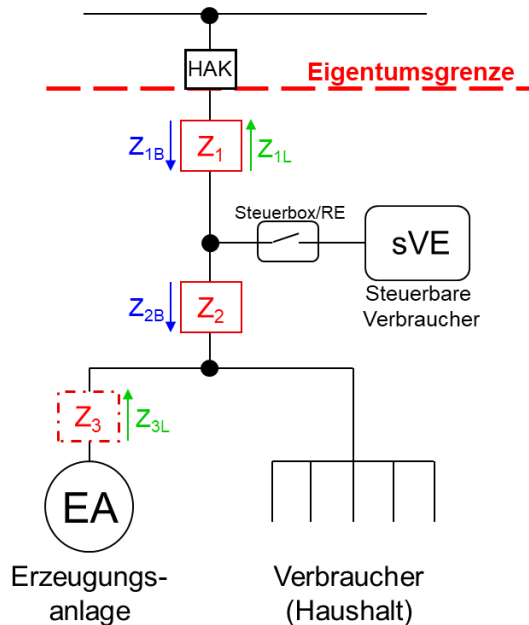 HAK
Eigentumsgrenze
Z1B
Z1
Z1L
Steuerbox/RE
sVE
Steuerbare
Verbraucher
Z2B
Z2
Z3
Z3L
EA
Erzeugungs-
anlage
Verbraucher
(Haushalt)